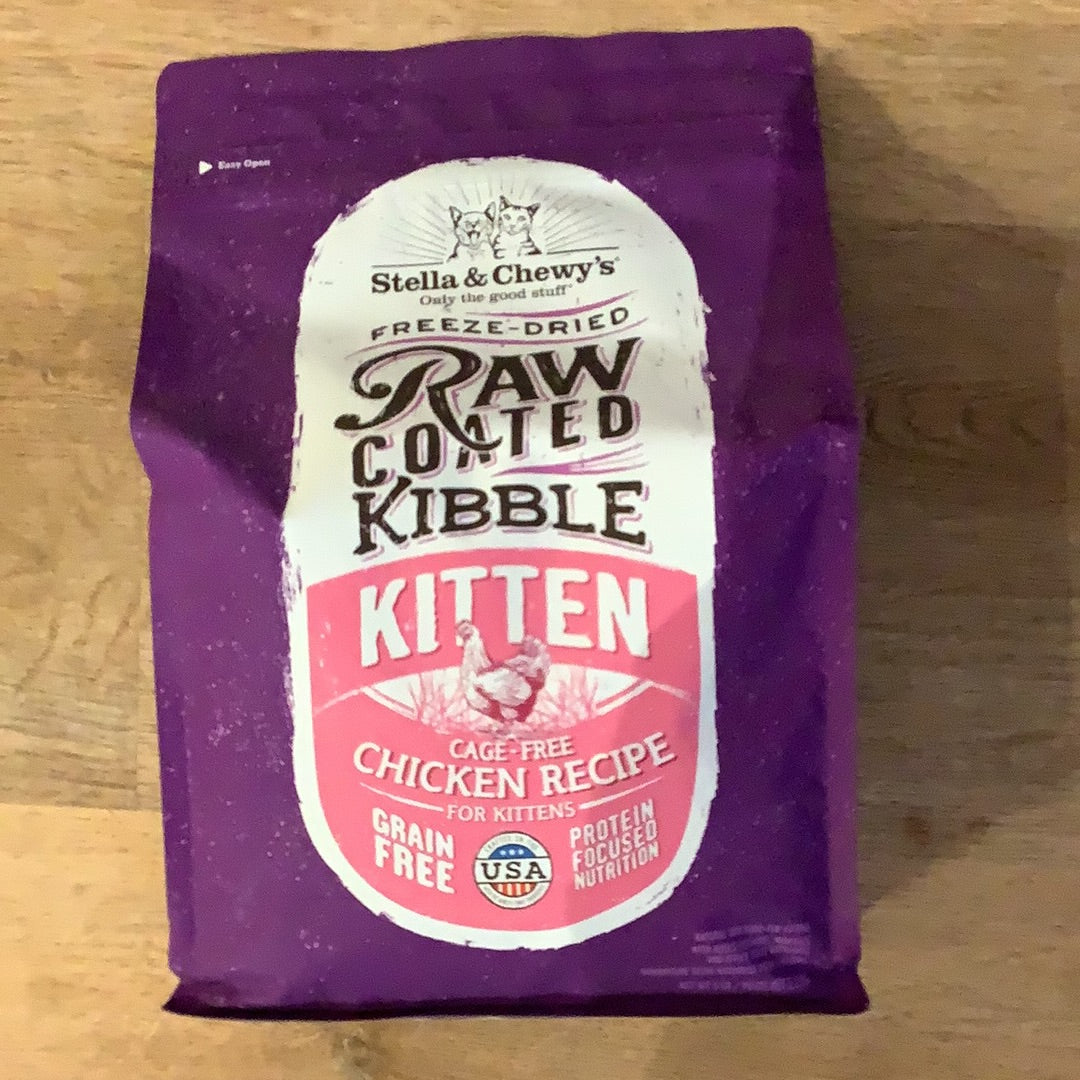 Easy Open
Stella & Chewy's
Only the good stuff
FREEZE-DRIED
RAW
COATED
KIBBLE
KITTEN
CAGE-FREE
CHICKEN RECIPE
FOR KITTENS
GRAIN
FREE
USA
PROTEIN
FOCUSED
NUTRITION